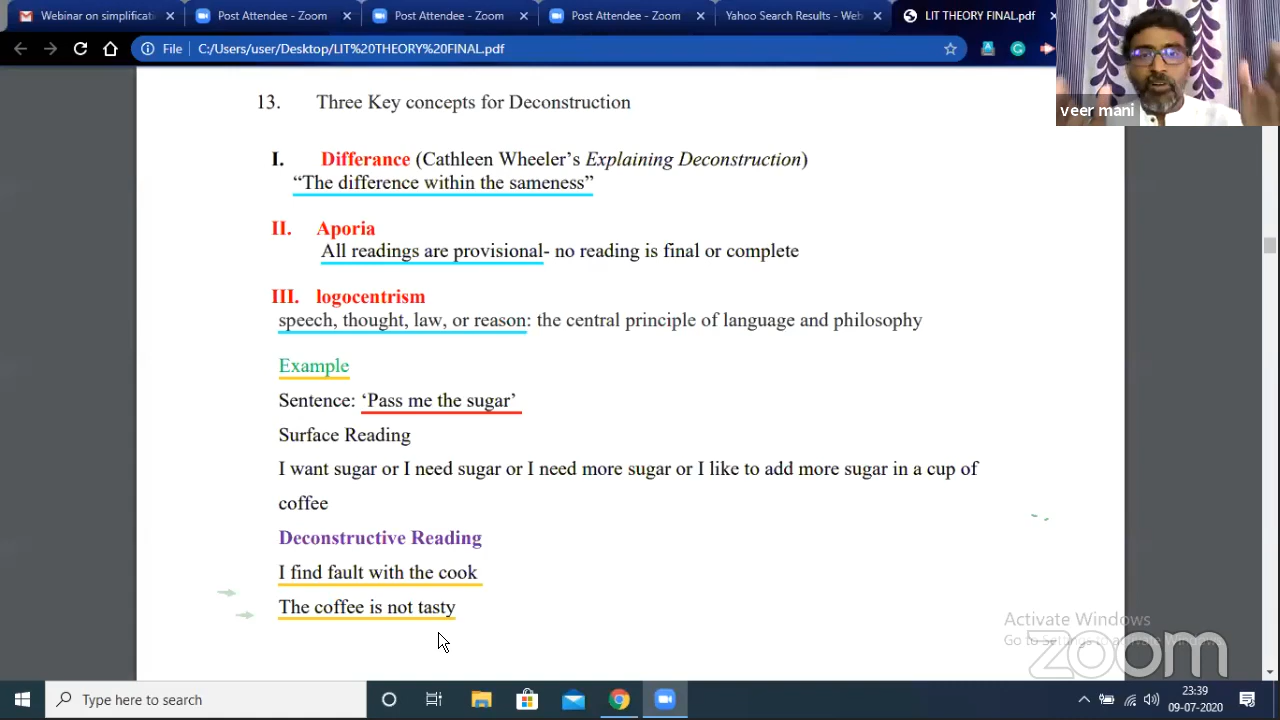 Webinar on simplificati
Post Attendee - Zoom
Post Attendee - Zoom
Post Attendee - Zoom
Yahoo Search Results - Web
LIT THEORY FINAL.pdf
File C:/Users/user/Desktop/LIT%20THEORY%20FINAL.pdf
veer mani
13. Three Key concepts for Deconstruction
I. Differance (Cathleen Wheeler’s Explaining Deconstruction)
“The difference within the sameness”
II. Aporia
All readings are provisional- no reading is final or complete
III. logocentrism
speech, thought, law, or reason: the central principle of language and philosophy
Example
Sentence: ‘Pass me the sugar’
Surface Reading
I want sugar or I need sugar or I need more sugar or I like to add more sugar in a cup of
coffee
Deconstructive Reading
I find fault with the cook
The coffee is not tasty
Activate Windows
Go to Settings to activate Windows.
zoom
Type here to search
23:39
09-07-2020